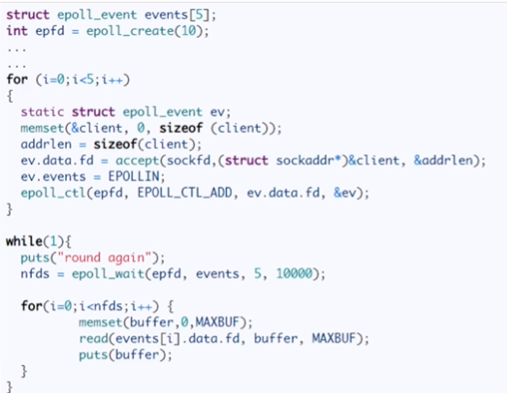 struct epoll_event events[5];
int epfd = epoll_create(10);
...
...
for (i=0;i<5;i++)
{
  static struct epoll_event ev;
  memset(&client, 0, sizeof (client));
  addrlen = sizeof(client);
  ev.data.fd = accept(sockfd,(struct sockaddr*)&client, &addrlen);
  ev.events = EPOLLIN;
  epoll_ctl(epfd, EPOLL_CTL_ADD, ev.data.fd, &ev);
}
while(1){
  puts("round again");
  nfds = epoll_wait(epfd, events, 5, 10000);
  for(i=0;i<nfds;i++) {
    memset(buffer,0,MAXBUF);
    read(events[i].data.fd, buffer, MAXBUF);
    puts(buffer);
  }
}